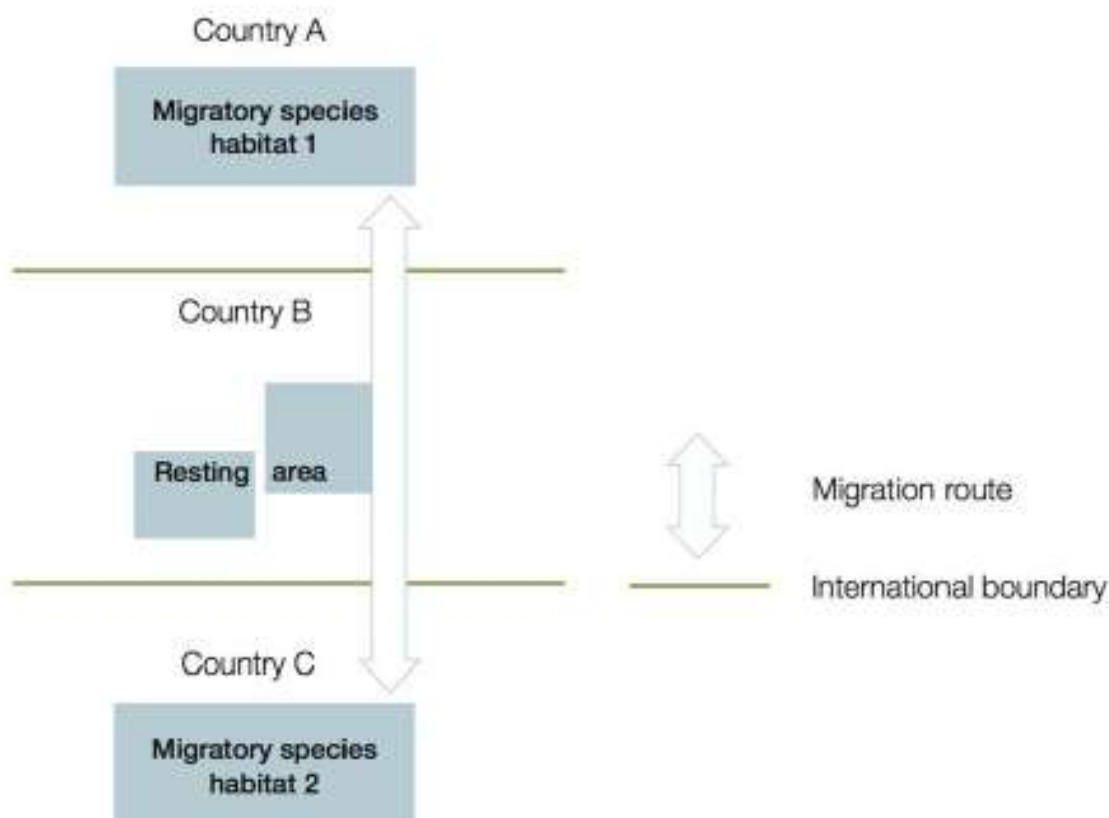 Country A
Migratory species
habitat 1
Country B
Resting area
Migration route
International boundary
Country C
Migratory species
habitat 2